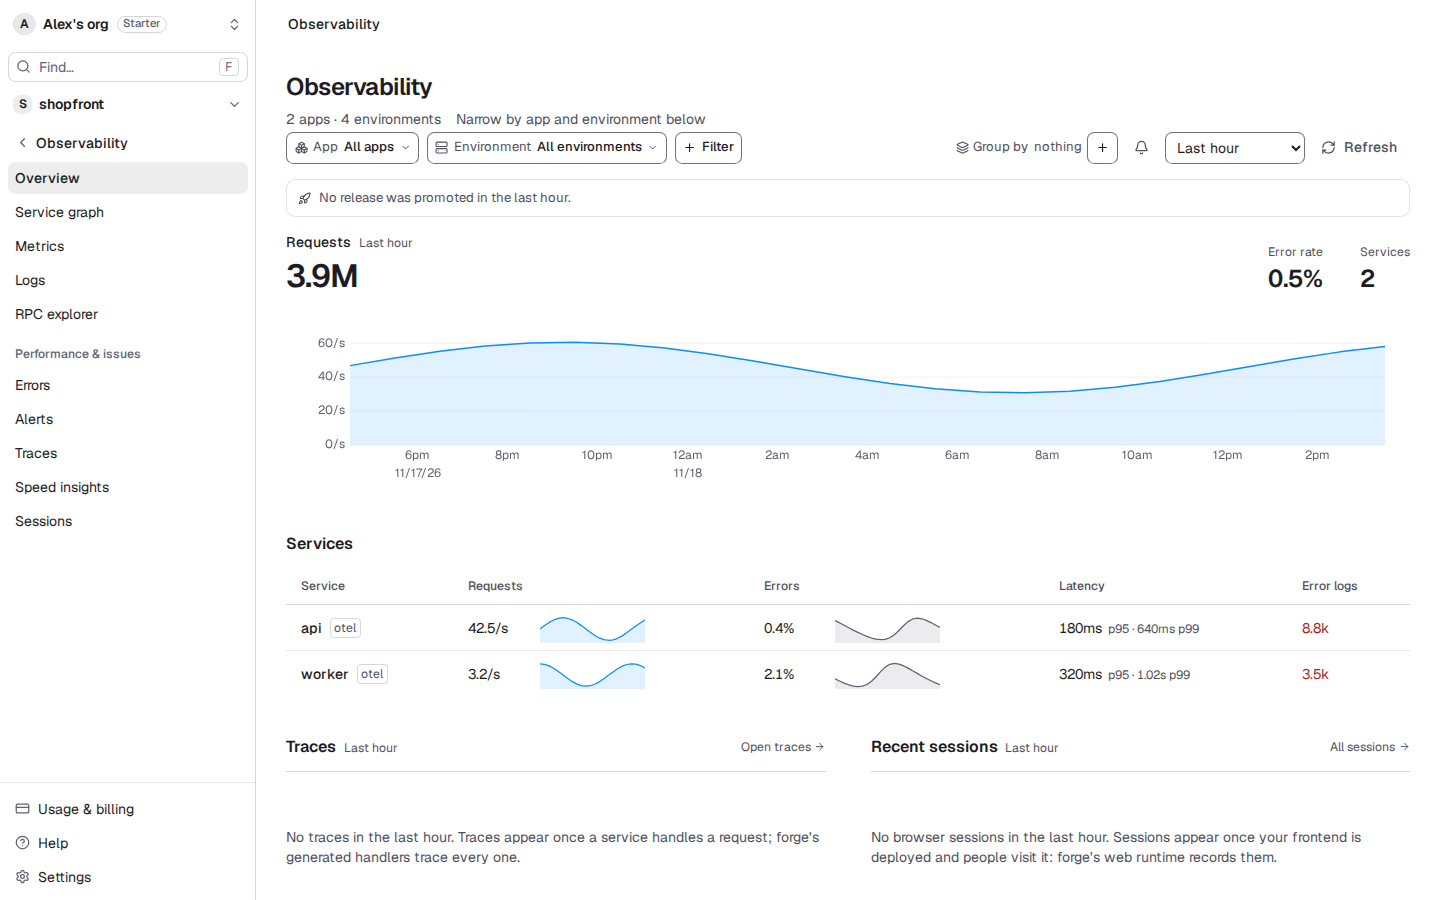 A Alex's org Starter
Find... F
S shopfront
Observability
Overview
Service graph
Metrics
Logs
RPC explorer
Performance & issues
Errors
Alerts
Traces
Speed insights
Sessions
Usage & billing
Help
Settings
Observability
Observability
2 apps · 4 environments Narrow by app and environment below
App All apps Environment All environments + Filter Group by nothing + Last hour Refresh
No release was promoted in the last hour.
Requests Last hour
3.9M
Error rate Services
0.5% 2
60/s
40/s
20/s
0/s
6pm 8pm 10pm 12am 2am 4am 6am 8am 10am 12pm 2pm
11/17/26 11/18
Services
Service Requests Errors Latency Error logs
api otel 42.5/s 0.4% 180ms p95 · 640ms p99 8.8k
worker otel 3.2/s 2.1% 320ms p95 · 1.02s p99 3.5k
Traces Last hour Open traces →
No traces in the last hour. Traces appear once a service handles a request; forge's
generated handlers trace every one.
Recent sessions Last hour All sessions →
No browser sessions in the last hour. Sessions appear once your frontend is
deployed and people visit it: forge's web runtime records them.